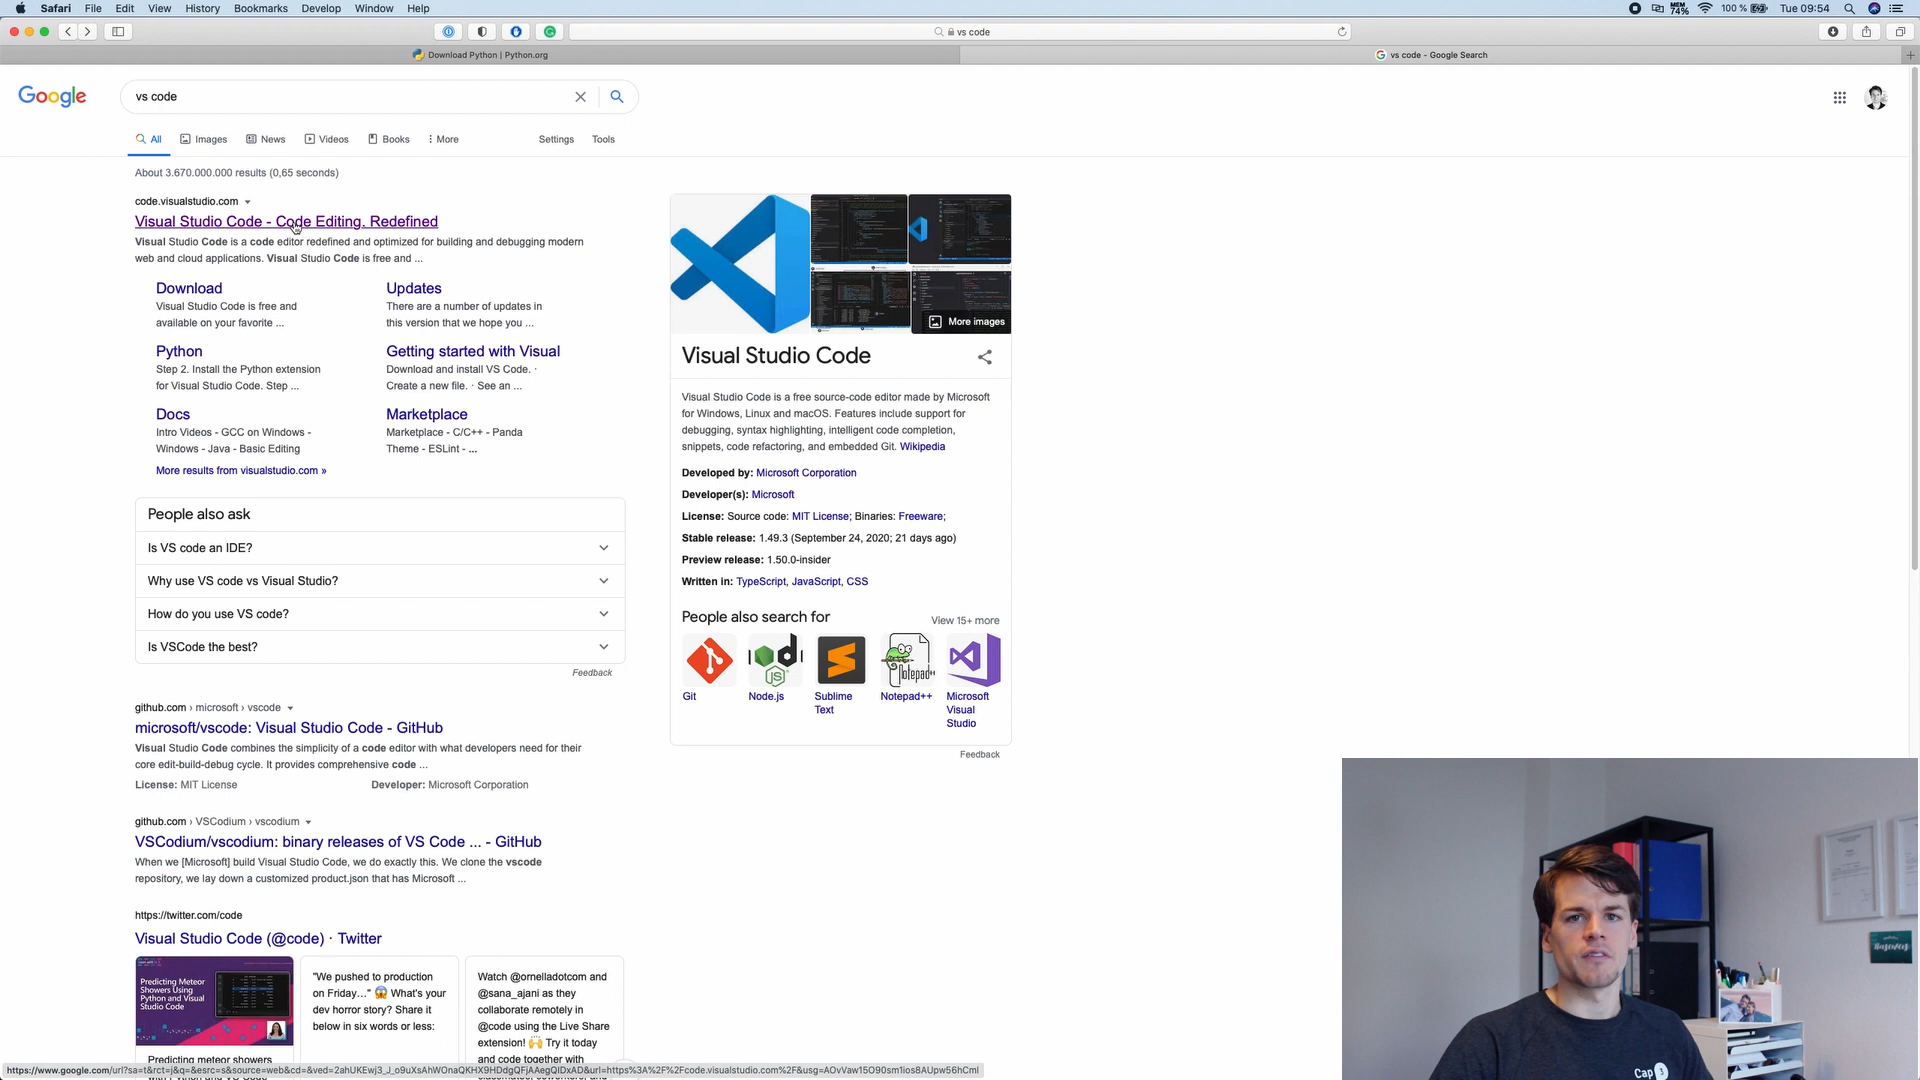 Safari File Edit View History Bookmarks Develop Window Help
MEM 74% 100 % Tue 09:54
vs code
Download Python | Python.org
vs code - Google Search
Google
vs code
All Images News Videos Books More Settings Tools
About 3.670.000.000 results (0,65 seconds)
code.visualstudio.com
Visual Studio Code - Code Editing. Redefined
Visual Studio Code is a code editor redefined and optimized for building and debugging modern
web and cloud applications. Visual Studio Code is free and ...
Download
Visual Studio Code is free and
available on your favorite ...
Updates
There are a number of updates in
this version that we hope you ...
Python
Step 2. Install the Python extension
for Visual Studio Code. Step ...
Getting started with Visual
Download and install VS Code. ·
Create a new file. · See an ...
Docs
Intro Videos - GCC on Windows -
Windows - Java - Basic Editing
Marketplace
Marketplace - C/C++ - Panda
Theme - ESLint - ...
More results from visualstudio.com »
People also ask
Is VS code an IDE?
Why use VS code vs Visual Studio?
How do you use VS code?
Is VSCode the best?
Feedback
github.com › microsoft › vscode
microsoft/vscode: Visual Studio Code - GitHub
Visual Studio Code combines the simplicity of a code editor with what developers need for their
core edit-build-debug cycle. It provides comprehensive code ...
License: MIT License Developer: Microsoft Corporation
github.com › VSCodium › vscodium
VSCodium/vscodium: binary releases of VS Code ... - GitHub
When we [Microsoft] build Visual Studio Code, we do exactly this. We clone the vscode
repository, we lay down a customized product.json that has Microsoft ...
https://twitter.com/code
Visual Studio Code (@code) · Twitter
Predicting Meteor
Showers Using
Python and Visual
Studio Code
Predicting meteor showers
"We pushed to production
on Friday…" 😱 What's your
dev horror story? Share it
below in six words or less:
Watch @ornelladotcom and
@sana_ajani as they
collaborate remotely in
@code using the Live Share
extension! 🙌 Try it today
and code together with
More images
Visual Studio Code
Visual Studio Code is a free source-code editor made by Microsoft
for Windows, Linux and macOS. Features include support for
debugging, syntax highlighting, intelligent code completion,
snippets, code refactoring, and embedded Git. Wikipedia
Developed by: Microsoft Corporation
Developer(s): Microsoft
License: Source code: MIT License; Binaries: Freeware;
Stable release: 1.49.3 (September 24, 2020; 21 days ago)
Preview release: 1.50.0-insider
Written in: TypeScript, JavaScript, CSS
People also search for
View 15+ more
Git
Node.js
Sublime
Text
Notepad++
Microsoft
Visual
Studio
Feedback
Cap 3